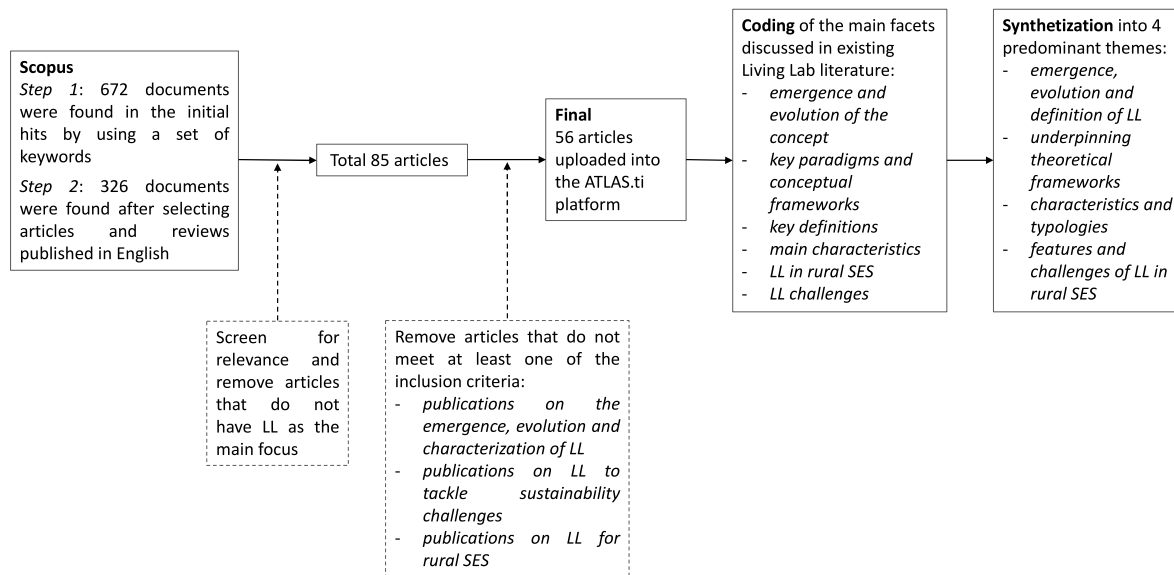 Scopus
Step 1: 672 documents
were found in the initial
hits by using a set of
keywords
Step 2: 326 documents
were found after selecting
articles and reviews
published in English
Total 85 articles
Final
56 articles
uploaded into
the ATLAS.ti
platform
Coding of the main facets
discussed in existing
Living Lab literature:
- emergence and
evolution of the
concept
- key paradigms and
conceptual
frameworks
- key definitions
- main characteristics
- LL in rural SES
- LL challenges
Synthetization into 4
predominant themes:
- emergence,
evolution and
definition of LL
- underpinning
theoretical
frameworks
- characteristics and
typologies
- features and
challenges of LL in
rural SES
Screen for
relevance and
remove articles
that do not
have LL as the
main focus
Remove articles that do not
meet at least one of the
inclusion criteria:
- publications on the
emergence, evolution and
characterization of LL
- publications on LL to
tackle sustainability
challenges
- publications on LL for
rural SES